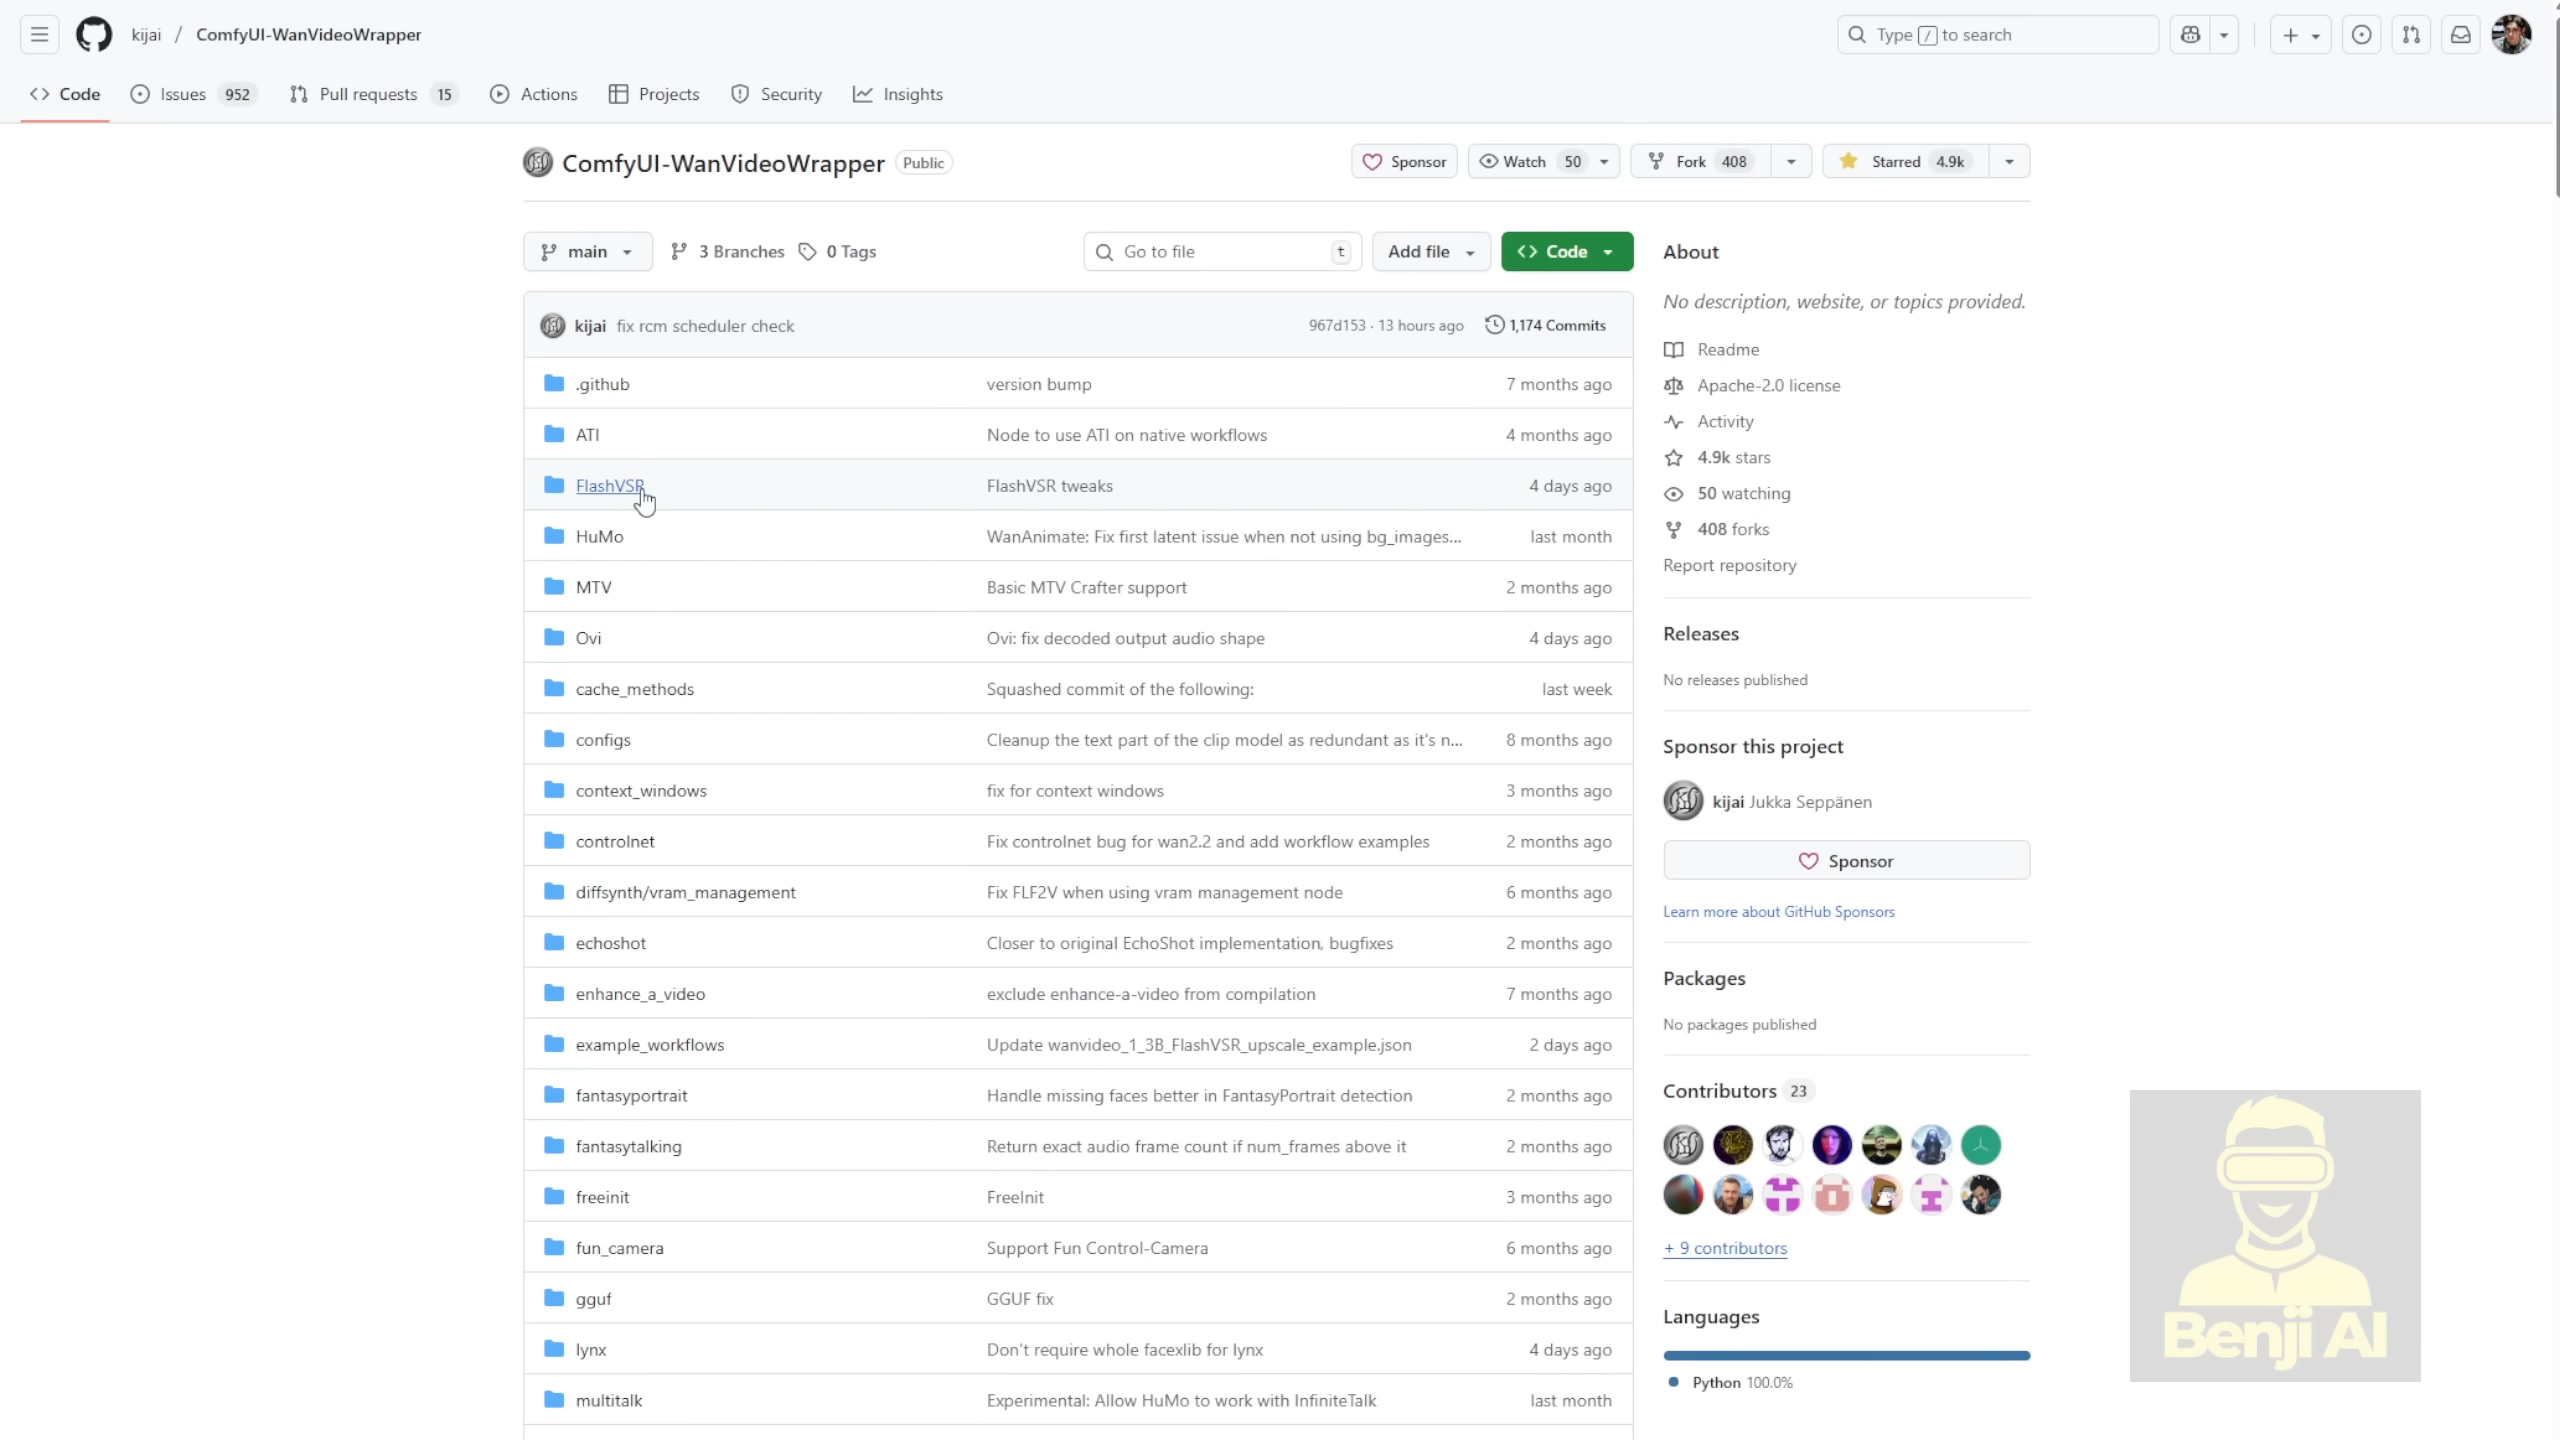 kijai / ComfyUI-WanVideoWrapper
Type / to search
Code
Issues 952
Pull requests 15
Actions
Projects
Security
Insights
ComfyUI-WanVideoWrapper Public
Sponsor
Watch 50
Fork 408
Starred 4.9k
main
3 Branches
0 Tags
Go to file t
Add file
Code
kijai fix rcm scheduler check 967d153 · 13 hours ago 1,174 Commits
.github version bump 7 months ago
ATI Node to use ATI on native workflows 4 months ago
FlashVSR FlashVSR tweaks 4 days ago
HuMo WanAnimate: Fix first latent issue when not using bg_images... last month
MTV Basic MTV Crafter support 2 months ago
Ovi Ovi: fix decoded output audio shape 4 days ago
cache_methods Squashed commit of the following: last week
configs Cleanup the text part of the clip model as redundant as it's n... 8 months ago
context_windows fix for context windows 3 months ago
controlnet Fix controlnet bug for wan2.2 and add workflow examples 2 months ago
diffsynth/vram_management Fix FLF2V when using vram management node 6 months ago
echoshot Closer to original EchoShot implementation, bugfixes 2 months ago
enhance_a_video exclude enhance-a-video from compilation 7 months ago
example_workflows Update wanvideo_1_3B_FlashVSR_upscale_example.json 2 days ago
fantasyportrait Handle missing faces better in FantasyPortrait detection 2 months ago
fantasytalking Return exact audio frame count if num_frames above it 2 months ago
freeinit FreeInit 3 months ago
fun_camera Support Fun Control-Camera 6 months ago
gguf GGUF fix 2 months ago
lynx Don't require whole facexlib for lynx 4 days ago
multitalk Experimental: Allow HuMo to work with InfiniteTalk last month
About
No description, website, or topics provided.
Readme
Apache-2.0 license
Activity
4.9k stars
50 watching
408 forks
Report repository
Releases
No releases published
Sponsor this project
kijai Jukka Seppänen
Sponsor
Learn more about GitHub Sponsors
Packages
No packages published
Contributors 23
+ 9 contributors
Languages
Python 100.0%
Benji AI